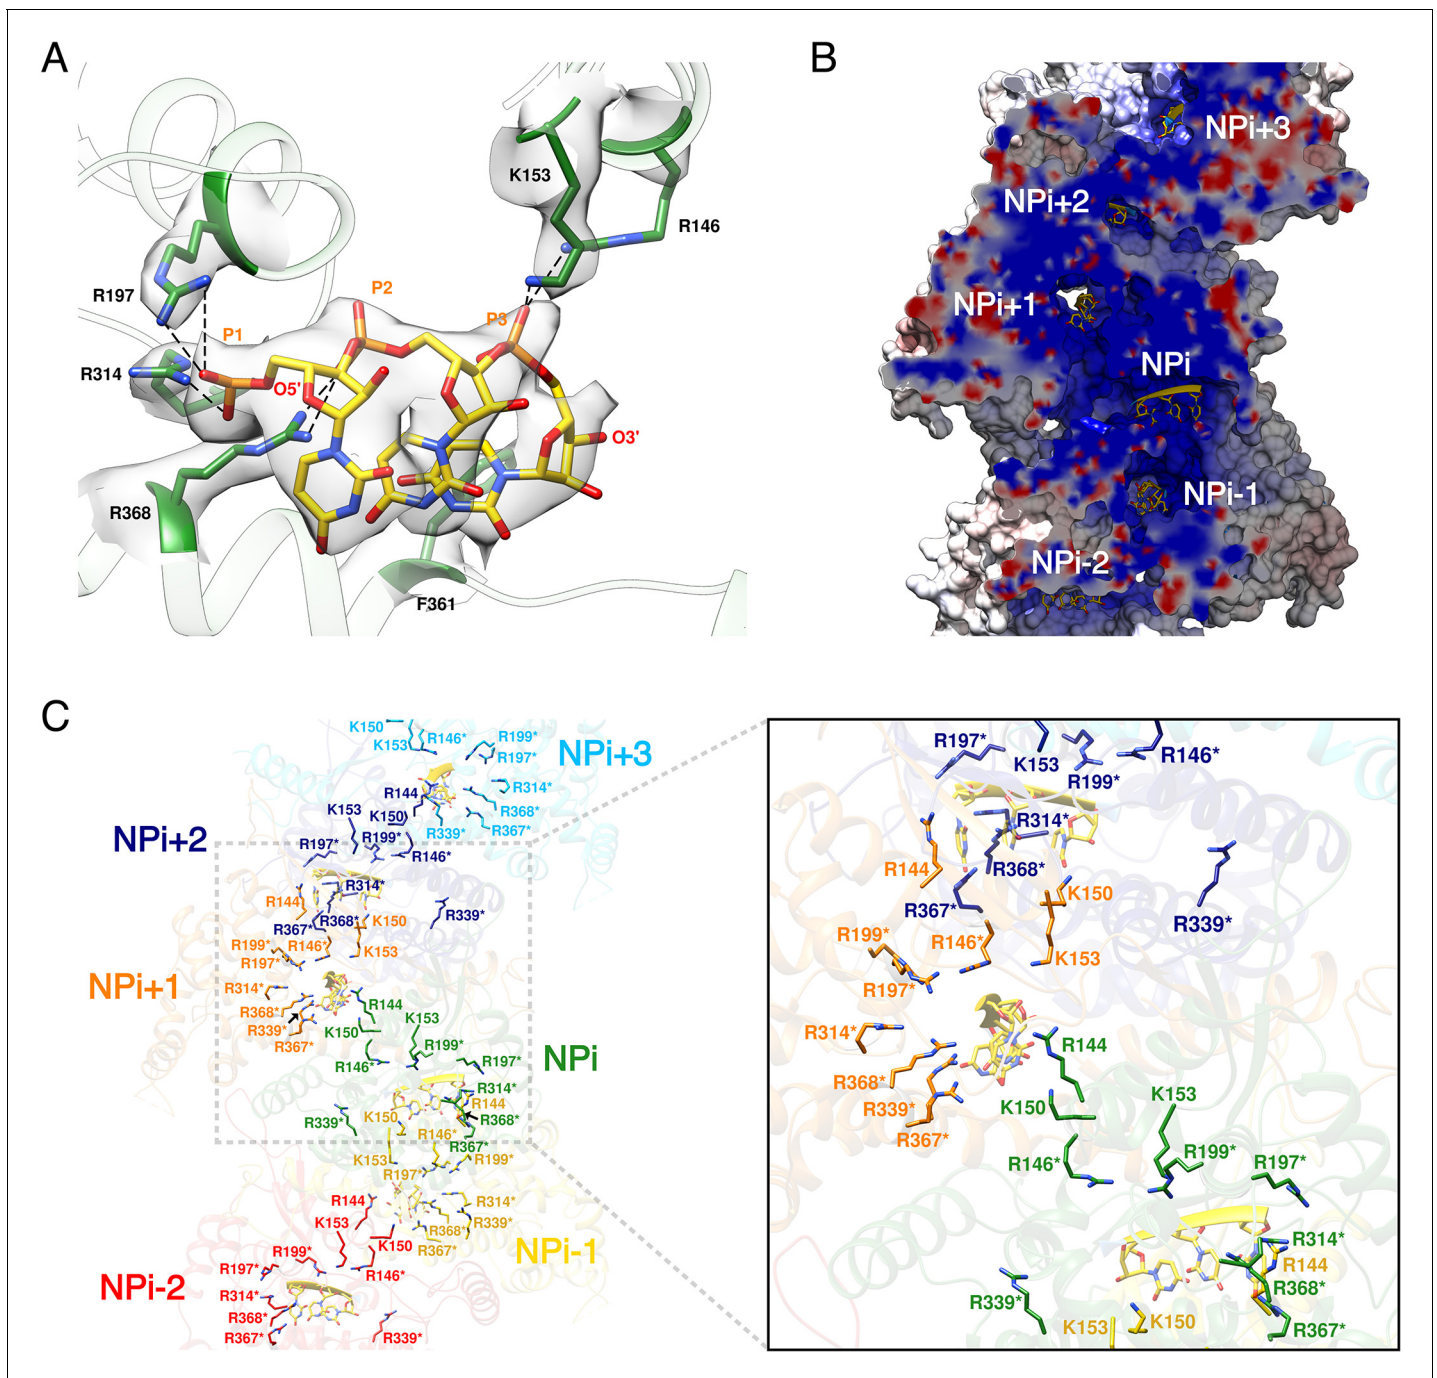 A
K153
R146
R197
P2
P3
P1
R314
O5'
O3'
R368
F361
B
NPi+3
NPi+2
NPi+1
NPi
NPi-1
NPi-2
C
K150
K153
R146*
R199*
R197*
NPi+3
R314*
R144
K153
K150
R368*
R339*
R367*
NPi+2
R197*
R199*
R146*
R314*
R144
R367*
R368*
K150
R339*
R199*
R146*
K153
R197*
NPi+1
R314*
R144
R368*
K150
K153
R339*
R367*
R199*
R146*
R197*
NPi
R314*
R144
R339*
K150
R368*
R146*
R367*
K153
R199*
R197*
R144
R314*
K153
R368*
R339*
K150
R367*
NPi-1
R199*
R197*
R146*
NPi-2
R314*
R368*
R367*
R339*
R197*
K153
R199*
R146*
R314*
R144
R368*
K150
R367*
R339*
R199*
R146*
K153
R197*
R314*
R144
R368*
K150
K153
R339*
R367*
R199*
R146*
R197*
R314*
R144
R368*
R339*
K153
K150
R367*